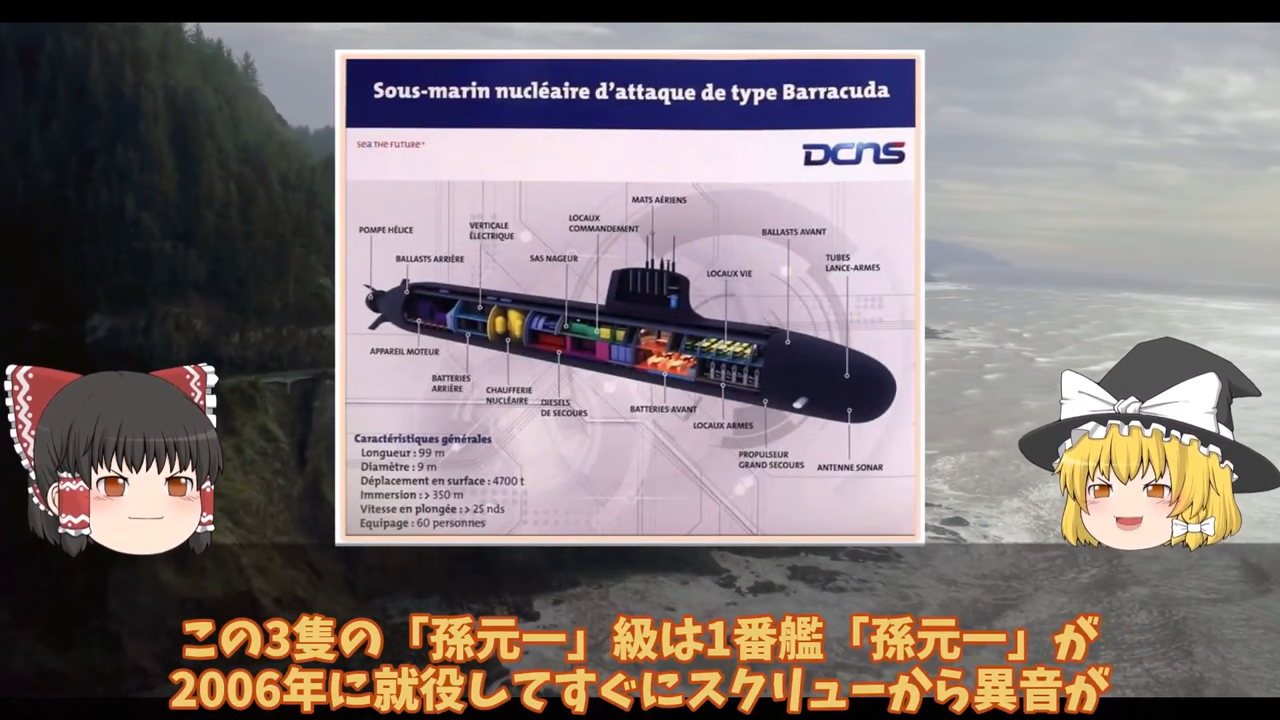 Sous-marin nucléaire d'attaque de type Barracuda
sea THE FUTURE*
DCNS
MATS AÉRIENS
LOCAUX
COMMANDEMENT
VERTICALE
ÉLECTRIQUE
POMPE HÉLICE
BALLASTS AVANT
BALLASTS ARRIÈRE
SAS NAGEUR
TUBES
LANCE-ARMES
LOCAUX VIE
APPAREIL MOTEUR
BATTERIES
ARRIÈRE
CHAUFFERIE
NUCLÉAIRE
DIESELS
DE SECOURS
BATTERIES AVANT
LOCAUX ARMES
PROPULSEUR
GRAND SECOURS
ANTENNE SONAR
Caractéristiques générales
Longueur : 99 m
Diamètre : 9 m
Déplacement en surface : 4700 t
Immersion : > 350 m
Vitesse en plongée : > 25 nds
Equipage : 60 personnes
この3隻の「孫元一」級は1番艦「孫元一」が
2006年に就役してすぐにスクリューから異音が